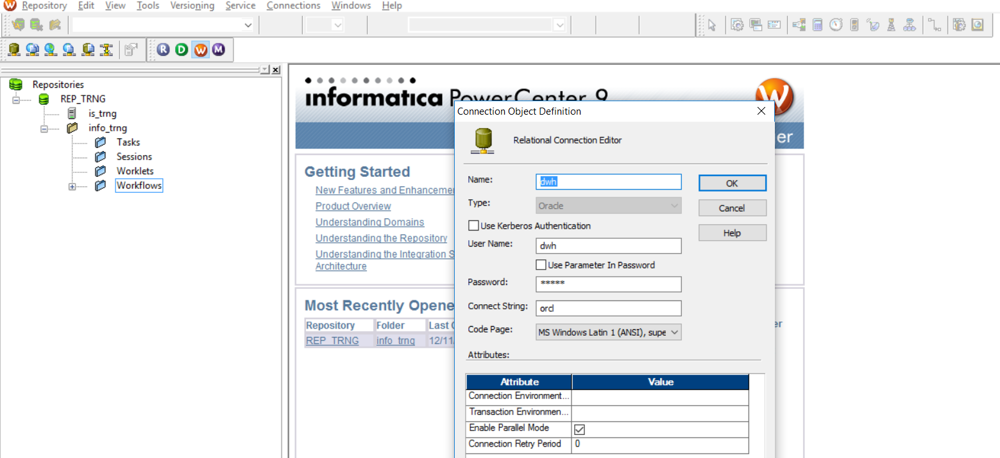 Repository Edit View Tools Versioning Service Connections Windows Help
R D W M
Repositories
REP_TRNG
is_trng
info_trng
Tasks
Sessions
Worklets
Workflows
informatica PowerCenter 9
W
er
Getting Started
New Features and Enhancemen
Product Overview
Understanding Domains
Understanding the Repository
Understanding the Integration S
Architecture
Most Recently Opene
Repository Folder Last
REP_TRNG info_trng 12/11
er
Connection Object Definition
Relational Connection Editor
Name: dwh OK
Type: Oracle Cancel
Use Kerberos Authentication Help
User Name: dwh
Use Parameter In Password
Password: *****
Connect String: orcl
Code Page: MS Windows Latin 1 (ANSI), supe
Attributes:
Attribute Value
Connection Environment...
Transaction Environmen...
Enable Parallel Mode
Connection Retry Period 0